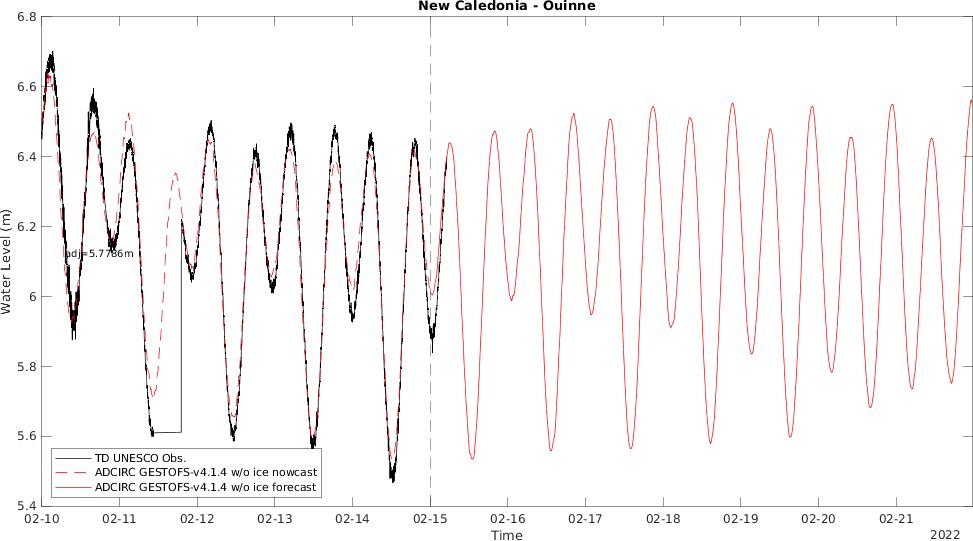 New Caledonia - Ouinne
6.8
6.6
6.4
6.2
6
5.8
5.6
5.4
Water Level (m)
adj=5.7786m
TD UNESCO Obs.
ADCIRC GESTOFS-v4.1.4 w/o ice nowcast
ADCIRC GESTOFS-v4.1.4 w/o ice forecast
02-10 02-11 02-12 02-13 02-14 02-15 02-16 02-17 02-18 02-19 02-20 02-21
Time
2022